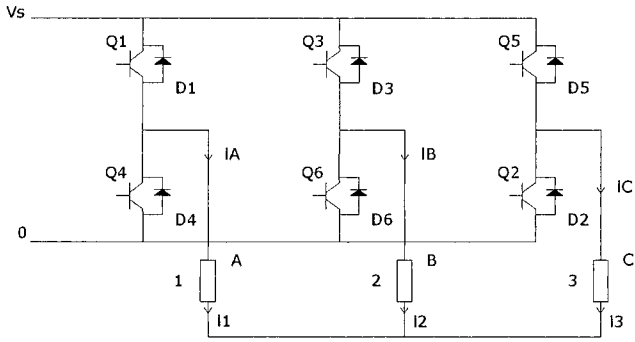 Vs
Q1 Q3 Q5
D1 D3 D5
iA iB iC
Q4 Q6 Q2
D4 D6 D2
0
A B C
1 2 3
i1 i2 i3